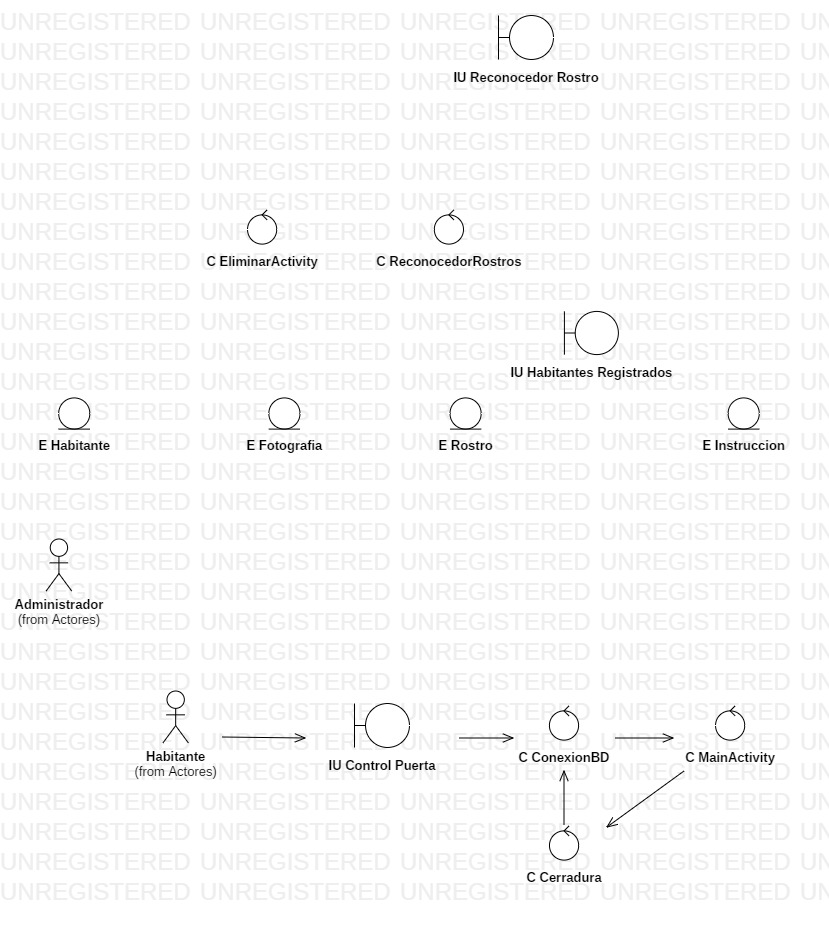 IU Reconocedor Rostro
C EliminarActivity
C ReconocedorRostros
IU Habitantes Registrados
E Habitante
E Fotografia
E Rostro
E Instruccion
Administrador
(from Actores)
Habitante
(from Actores)
IU Control Puerta
C ConexionBD
C MainActivity
C Cerradura
UNREGISTERED